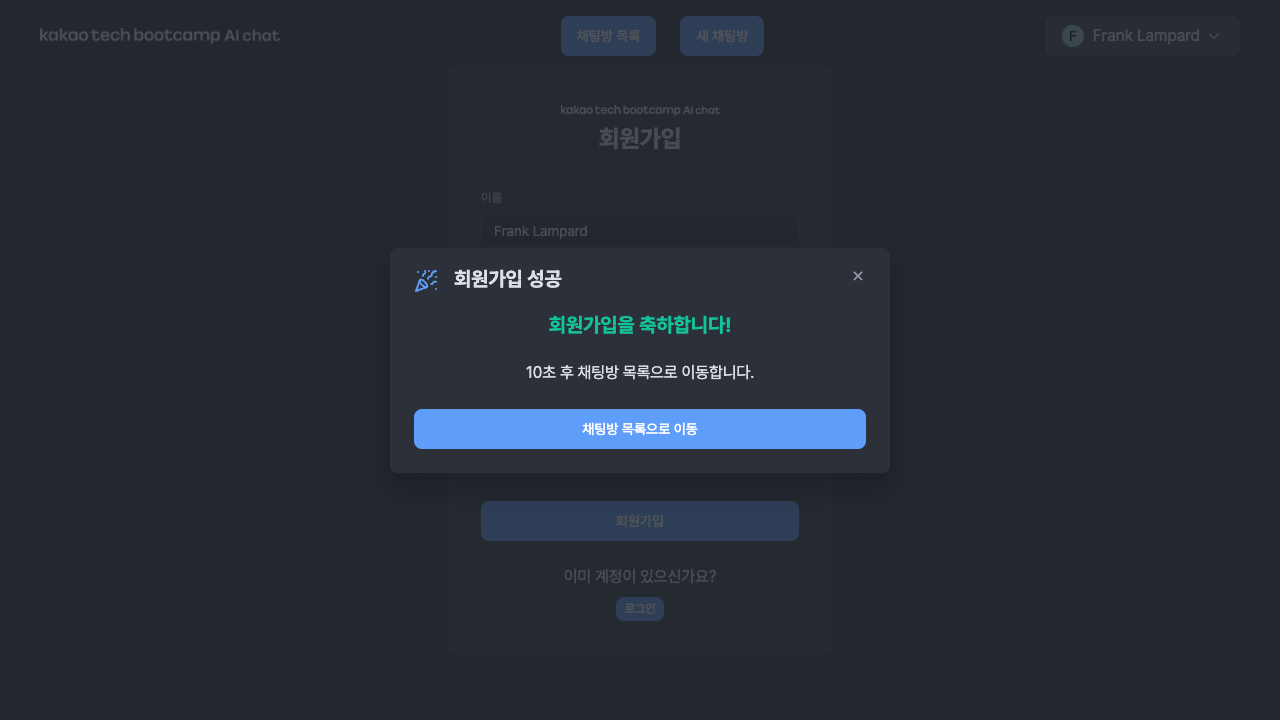 kakao tech bootcamp AI chat
채팅방 목록
새 채팅방
F
Frank Lampard
kakao tech bootcamp AI chat
회원가입
이름
Frank Lampard
회원가입 성공
회원가입을 축하합니다!
10초 후 채팅방 목록으로 이동합니다.
채팅방 목록으로 이동
회원가입
이미 계정이 있으신가요?
로그인